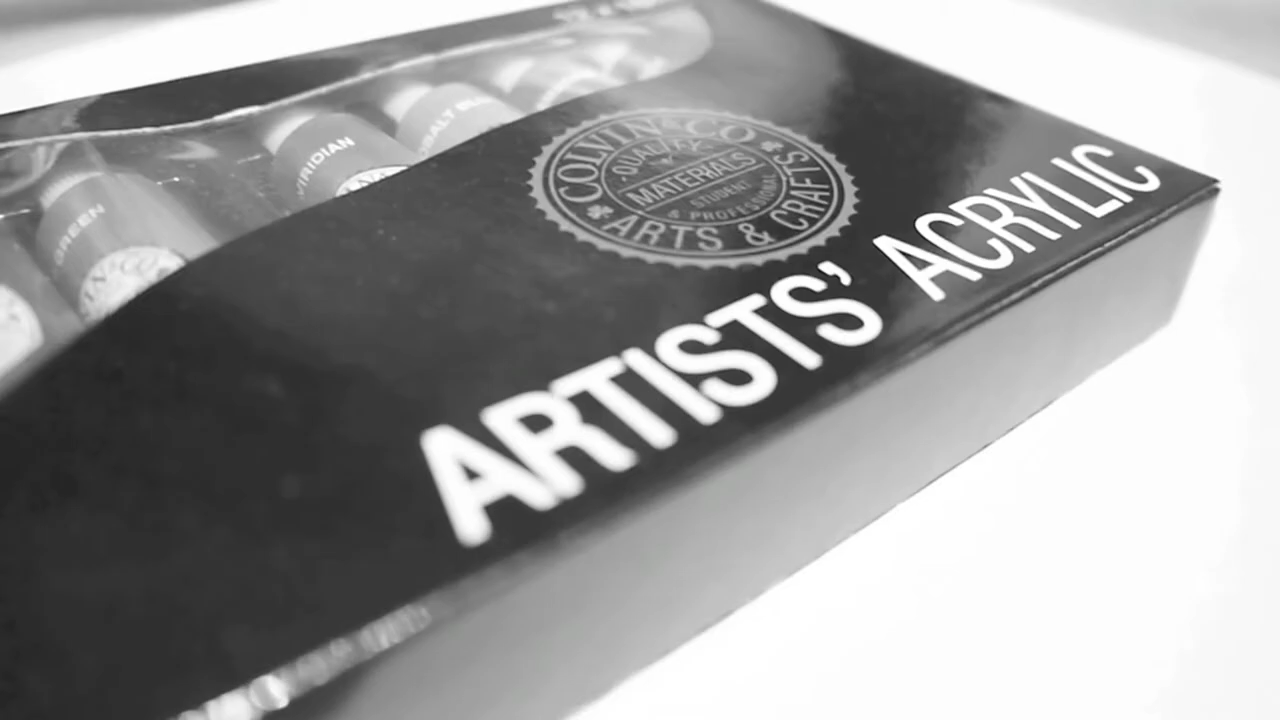 GREEN
VIRIDIAN
COLVIN & CO
QUALITY
MATERIALS
STUDENT
& PROFESSIONAL
ARTS & CRAFTS
ARTISTS' ACRYLIC